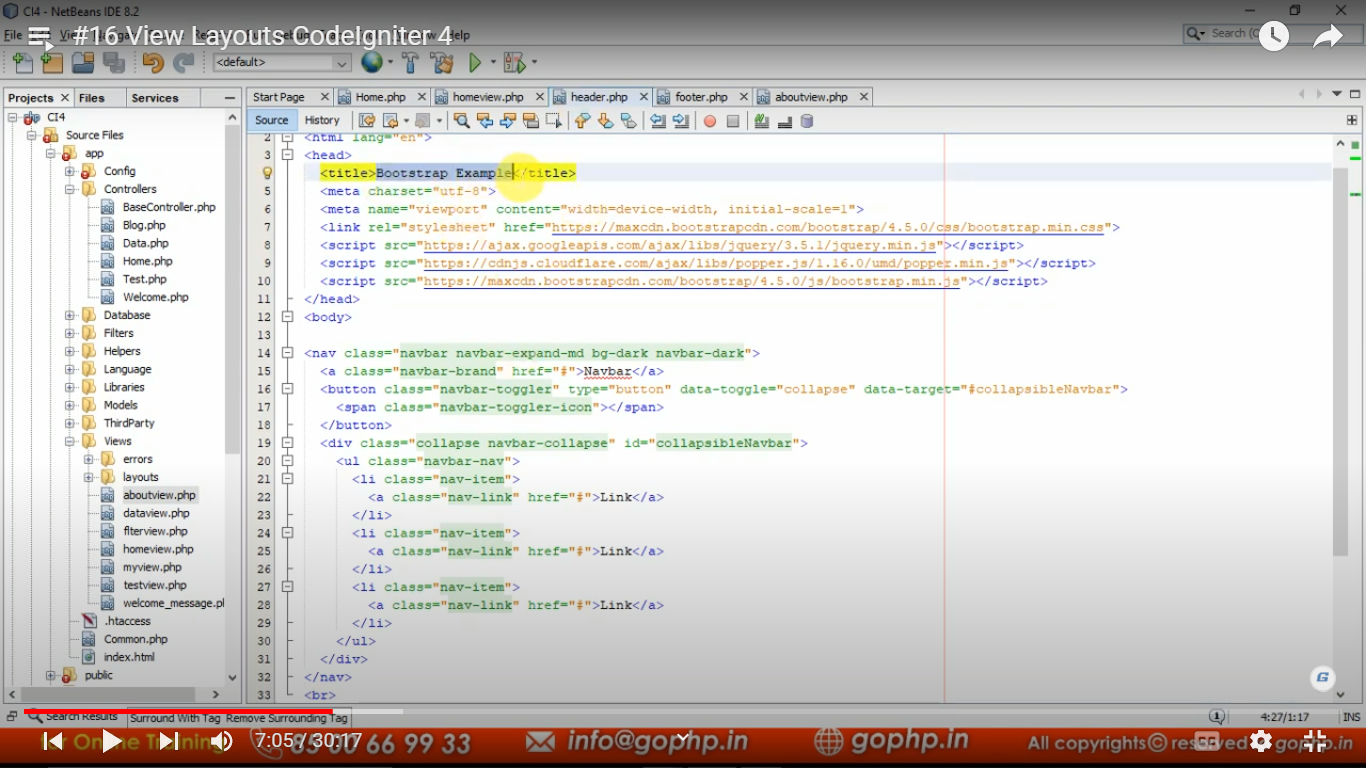 CI4 - NetBeans IDE 8.2
#16 View Layouts CodeIgniter 4
File
Help
Search (C
<default>
Projects
Files
Services
Start Page
Home.php
homeview.php
header.php
footer.php
aboutview.php
Source
History
CI4
Source Files
app
Config
Controllers
BaseController.php
Blog.php
Data.php
Home.php
Test.php
Welcome.php
Database
Filters
Helpers
Language
Libraries
Models
ThirdParty
Views
errors
layouts
aboutview.php
dataview.php
flterview.php
homeview.php
myview.php
testview.php
welcome_message.pl
.htaccess
Common.php
index.html
public
2 <html lang="en">
3 <head>
<title>Bootstrap Example</title>
5 <meta charset="utf-8">
6 <meta name="viewport" content="width=device-width, initial-scale=1">
7 <link rel="stylesheet" href="https://maxcdn.bootstrapcdn.com/bootstrap/4.5.0/css/bootstrap.min.css">
8 <script src="https://ajax.googleapis.com/ajax/libs/jquery/3.5.1/jquery.min.js"></script>
9 <script src="https://cdnjs.cloudflare.com/ajax/libs/popper.js/1.16.0/umd/popper.min.js"></script>
10 <script src="https://maxcdn.bootstrapcdn.com/bootstrap/4.5.0/js/bootstrap.min.js"></script>
11 </head>
12 <body>
13
14 <nav class="navbar navbar-expand-md bg-dark navbar-dark">
15 <a class="navbar-brand" href="#">Navbar</a>
16 <button class="navbar-toggler" type="button" data-toggle="collapse" data-target="#collapsibleNavbar">
17 <span class="navbar-toggler-icon"></span>
18 </button>
19 <div class="collapse navbar-collapse" id="collapsibleNavbar">
20 <ul class="navbar-nav">
21 <li class="nav-item">
22 <a class="nav-link" href="#">Link</a>
23 </li>
24 <li class="nav-item">
25 <a class="nav-link" href="#">Link</a>
26 </li>
27 <li class="nav-item">
28 <a class="nav-link" href="#">Link</a>
29 </li>
30 </ul>
31 </div>
32 </nav>
33 <br>
G
Search Results
Surround With Tag Remove Surrounding Tag
1
4:27/1:17
INS
for Online Training
66 99 33
info@gophp.in
gophp.in
All copyrights© reserved gophp.in
7:05 / 30:17
CC